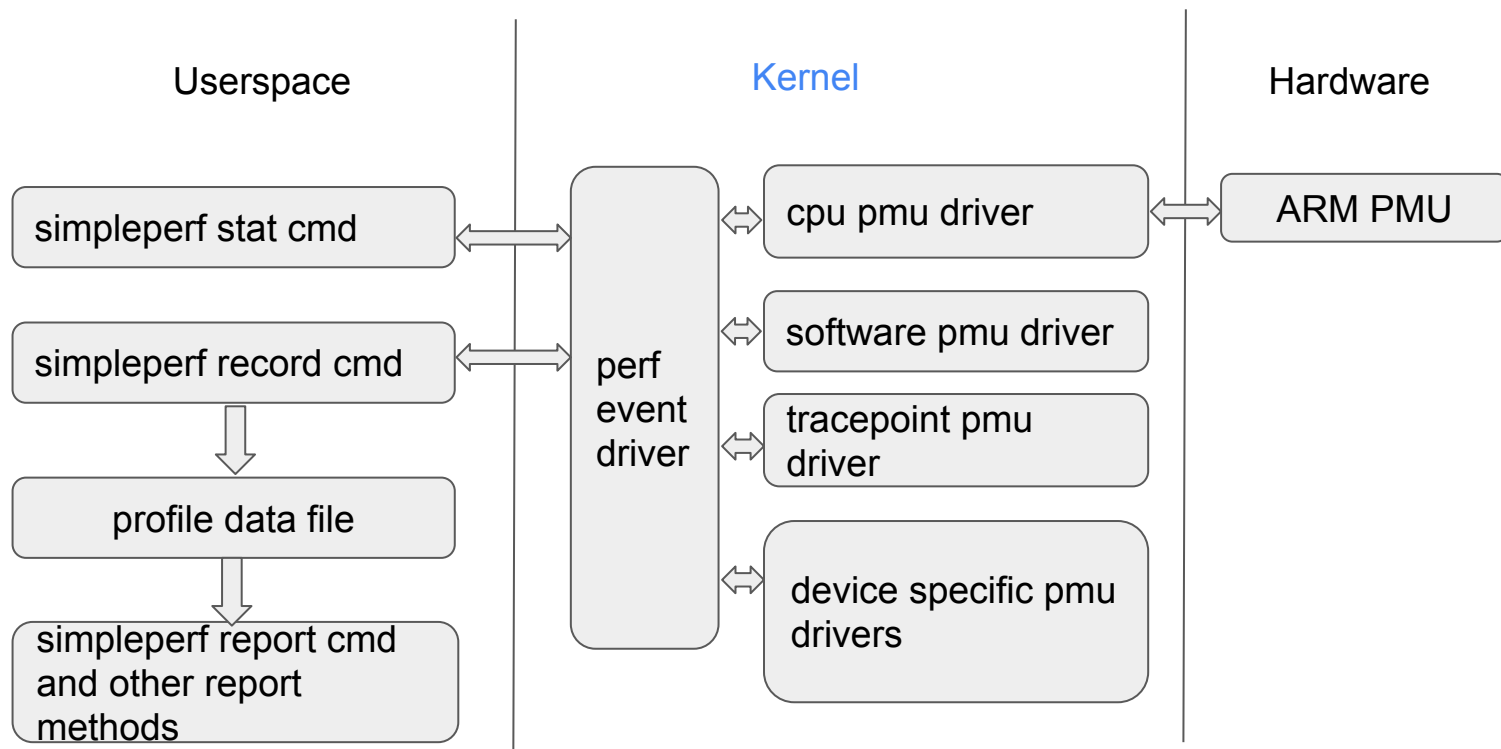 Userspace
Kernel
Hardware
simpleperf stat cmd
simpleperf record cmd
profile data file
simpleperf report cmd
and other report
methods
perf
event
driver
cpu pmu driver
software pmu driver
tracepoint pmu
driver
device specific pmu
drivers
ARM PMU